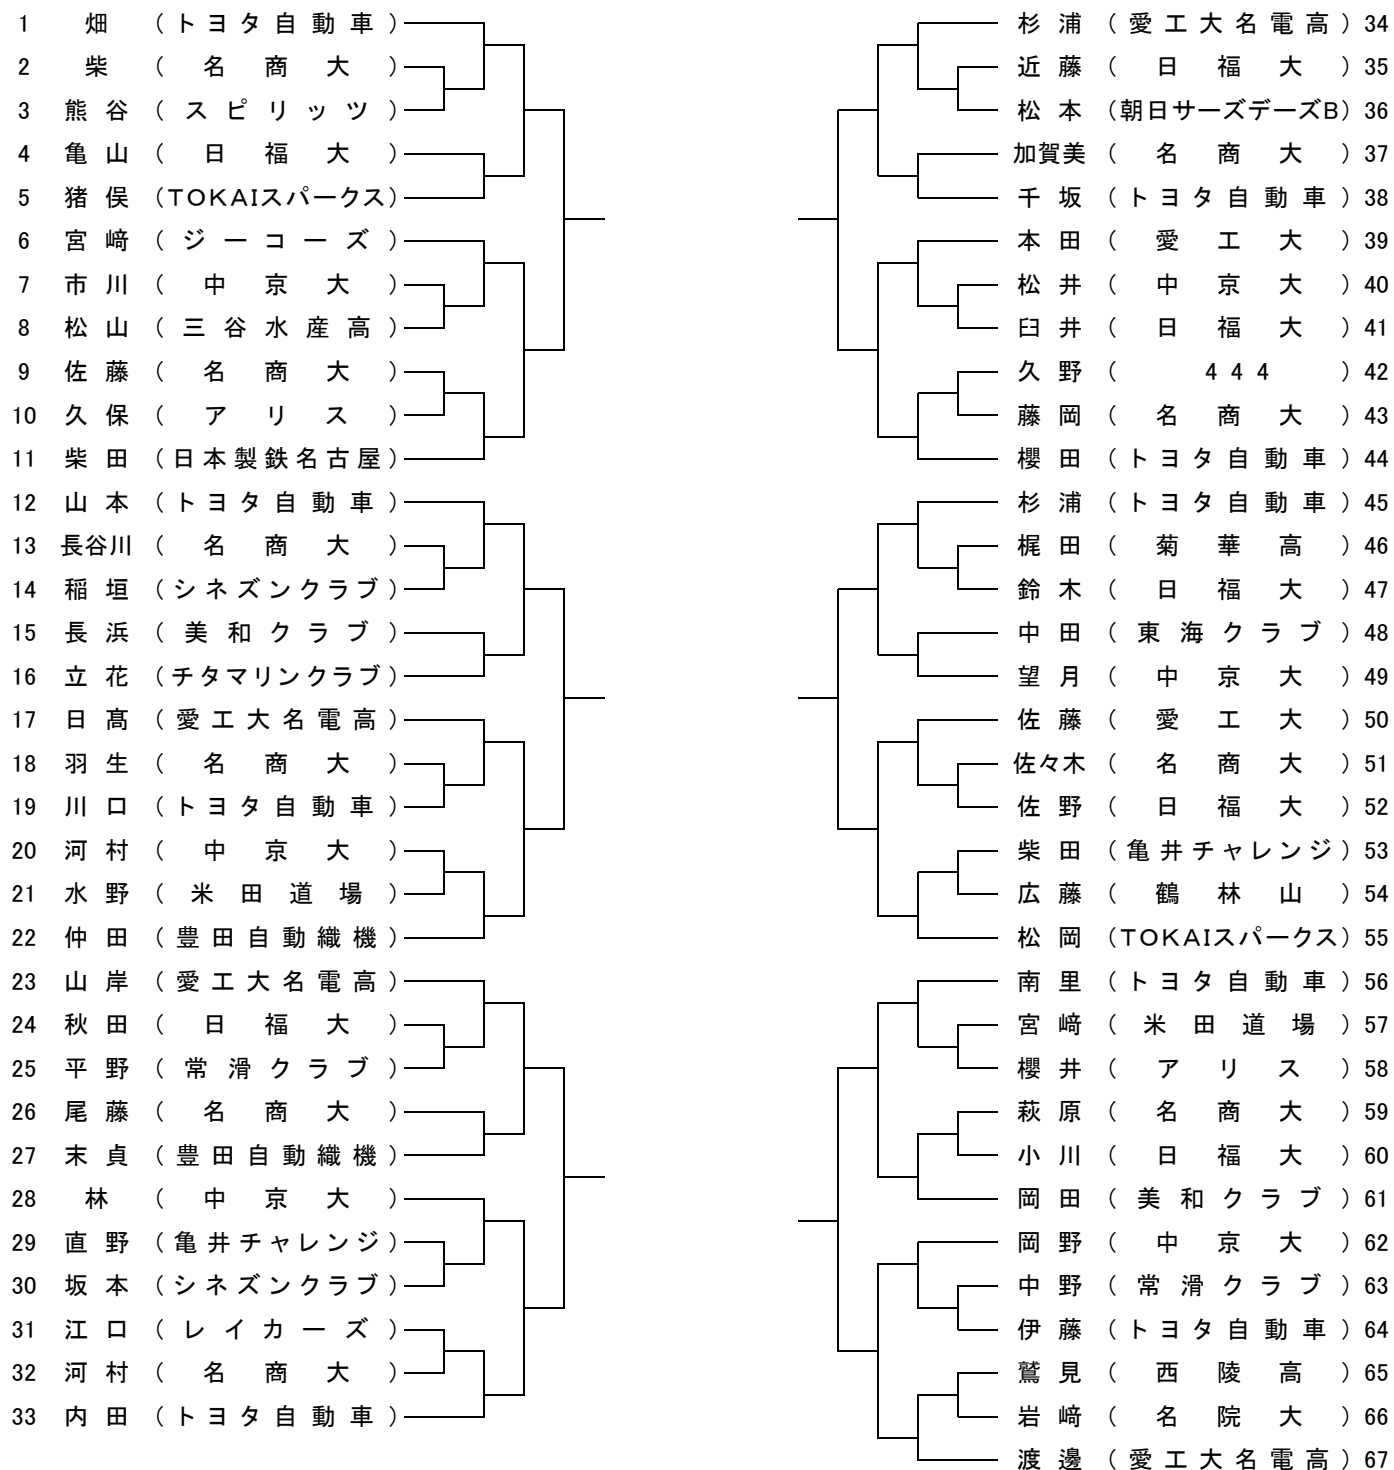 1 畑 (トヨタ自動車)
2 柴 (名商大)
3 熊谷 (スピリッツ)
4 亀山 (日福大)
5 猪俣 (TOKAIスパークス)
6 宮﨑 (ジーコーズ)
7 市川 (中京大)
8 松山 (三谷水産高)
9 佐藤 (名商大)
10 久保 (アリス)
11 柴田 (日本製鉄名古屋)
12 山本 (トヨタ自動車)
13 長谷川 (名商大)
14 稲垣 (シネズンクラブ)
15 長浜 (美和クラブ)
16 立花 (チタマリンクラブ)
17 日髙 (愛工大名電高)
18 羽生 (名商大)
19 川口 (トヨタ自動車)
20 河村 (中京大)
21 水野 (米田道場)
22 仲田 (豊田自動織機)
23 山岸 (愛工大名電高)
24 秋田 (日福大)
25 平野 (常滑クラブ)
26 尾藤 (名商大)
27 末貞 (豊田自動織機)
28 林 (中京大)
29 直野 (亀井チャレンジ)
30 坂本 (シネズンクラブ)
31 江口 (レイカーズ)
32 河村 (名商大)
33 内田 (トヨタ自動車)
杉浦 (愛工大名電高) 34
近藤 (日福大) 35
松本 (朝日サーズデーズB) 36
加賀美 (名商大) 37
千坂 (トヨタ自動車) 38
本田 (愛工大) 39
松井 (中京大) 40
臼井 (日福大) 41
久野 (444) 42
藤岡 (名商大) 43
櫻田 (トヨタ自動車) 44
杉浦 (トヨタ自動車) 45
梶田 (菊華高) 46
鈴木 (日福大) 47
中田 (東海クラブ) 48
望月 (中京大) 49
佐藤 (愛工大) 50
佐々木 (名商大) 51
佐野 (日福大) 52
柴田 (亀井チャレンジ) 53
広藤 (鶴林山) 54
松岡 (TOKAIスパークス) 55
南里 (トヨタ自動車) 56
宮﨑 (米田道場) 57
櫻井 (アリス) 58
萩原 (名商大) 59
小川 (日福大) 60
岡田 (美和クラブ) 61
岡野 (中京大) 62
中野 (常滑クラブ) 63
伊藤 (トヨタ自動車) 64
鷲見 (西陵高) 65
岩﨑 (名院大) 66
渡邊 (愛工大名電高) 67